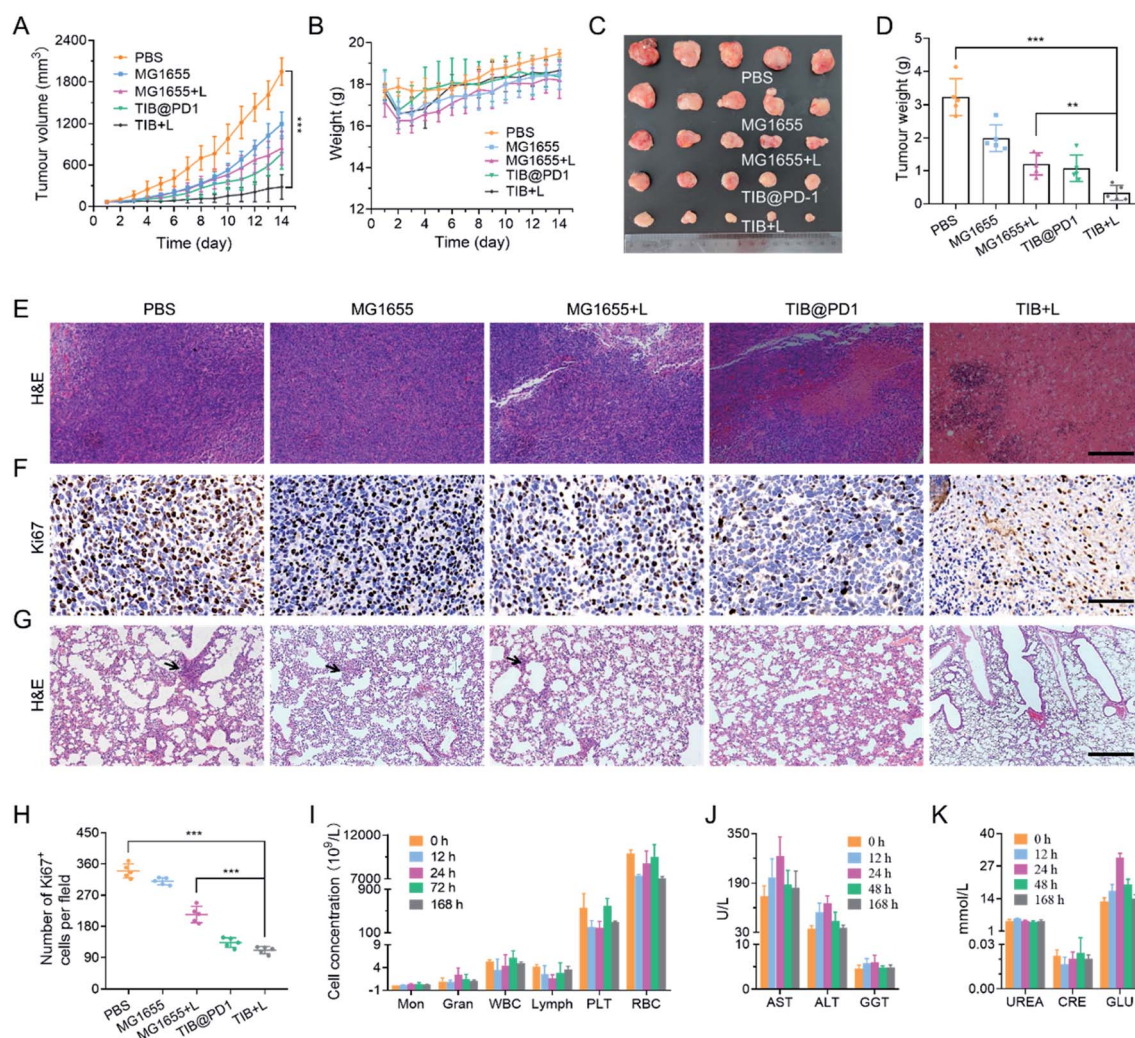 A
Tumour volume (mm³)
2400
1800
1200
600
0
PBS
MG1655
MG1655+L
TIB@PD1
TIB+L
***
0 2 4 6 8 10 12 14
Time (day)
B
Weight (g)
20
18
16
14
12
PBS
MG1655
MG1655+L
TIB@PD1
TIB+L
0 2 4 6 8 10 12 14
Time (day)
C
PBS
MG1655
MG1655+L
TIB@PD-1
TIB+L
D
Tumour weight (g)
6
5
4
3
2
1
0
***
**
PBS
MG1655
MG1655+L
TIB@PD1
TIB+L
E
PBS MG1655 MG1655+L TIB@PD1 TIB+L
H&E
F
Ki67
G
H&E
H
Number of Ki67⁺
cells per field
450
360
270
180
90
0
***
***
PBS
MG1655
MG1655+L
TIB@PD1
TIB+L
I
Cell concentration (10⁹/L)
12000
7000
2000
900
500
100
9
4
-1
0 h
12 h
24 h
72 h
168 h
Mon Gran WBC Lymph PLT RBC
J
U/L
350
190
30
20
10
0
0 h
12 h
24 h
48 h
168 h
AST ALT GGT
K
mmol/L
40
27
14
1
0.03
0.00
0 h
12 h
24 h
48 h
168 h
UREA CRE GLU